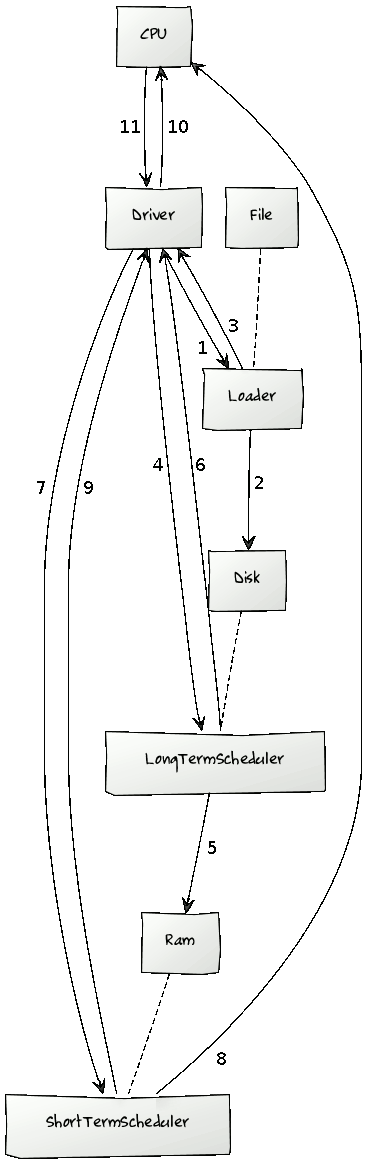 CPU
11
10
Driver
File
3
1
Loader
4
6
2
7
9
Disk
LongTermScheduler
5
Ram
8
ShortTermScheduler